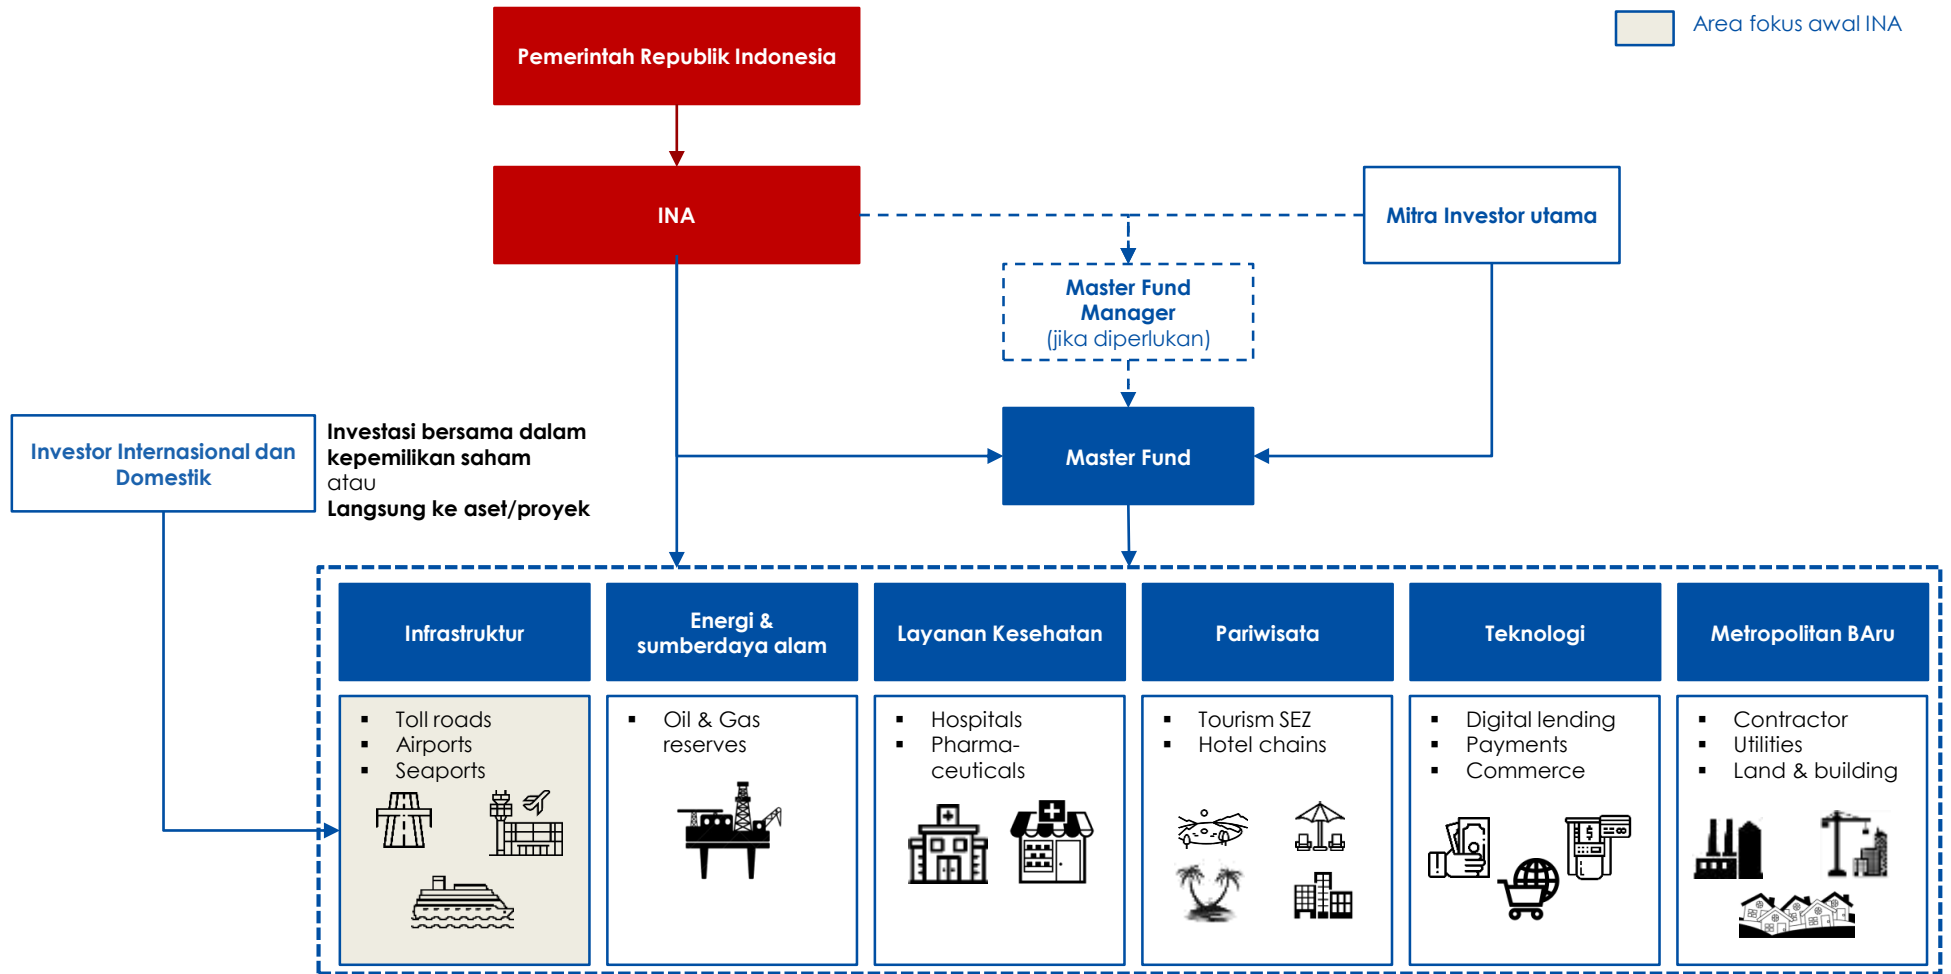 Area fokus awal INA
Pemerintah Republik Indonesia
INA
Mitra Investor utama
Master Fund
Manager
(jika diperlukan)
Investor Internasional dan
Domestik
Investasi bersama dalam
kepemilikan saham
atau
Langsung ke aset/proyek
Master Fund
Infrastruktur
Energi &
sumberdaya alam
Layanan Kesehatan
Pariwisata
Teknologi
Metropolitan BAru
▪ Toll roads
▪ Airports
▪ Seaports
▪ Oil & Gas
reserves
▪ Hospitals
▪ Pharma-
ceuticals
▪ Tourism SEZ
▪ Hotel chains
▪ Digital lending
▪ Payments
▪ Commerce
▪ Contractor
▪ Utilities
▪ Land & building